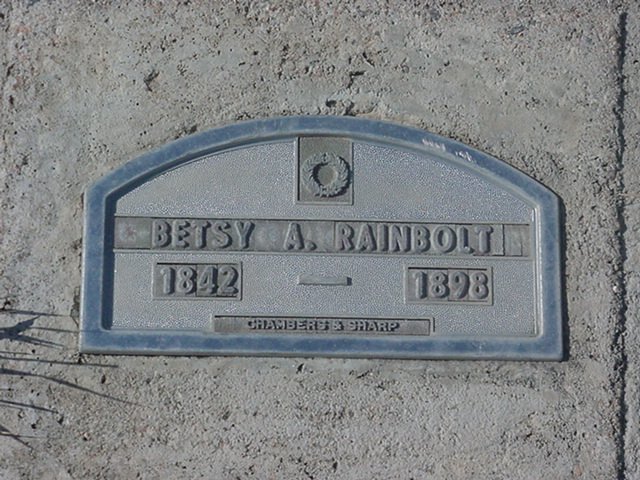 BETSY A. RAINBOLT
1842 – 1898
CHAMBERS & SHARP